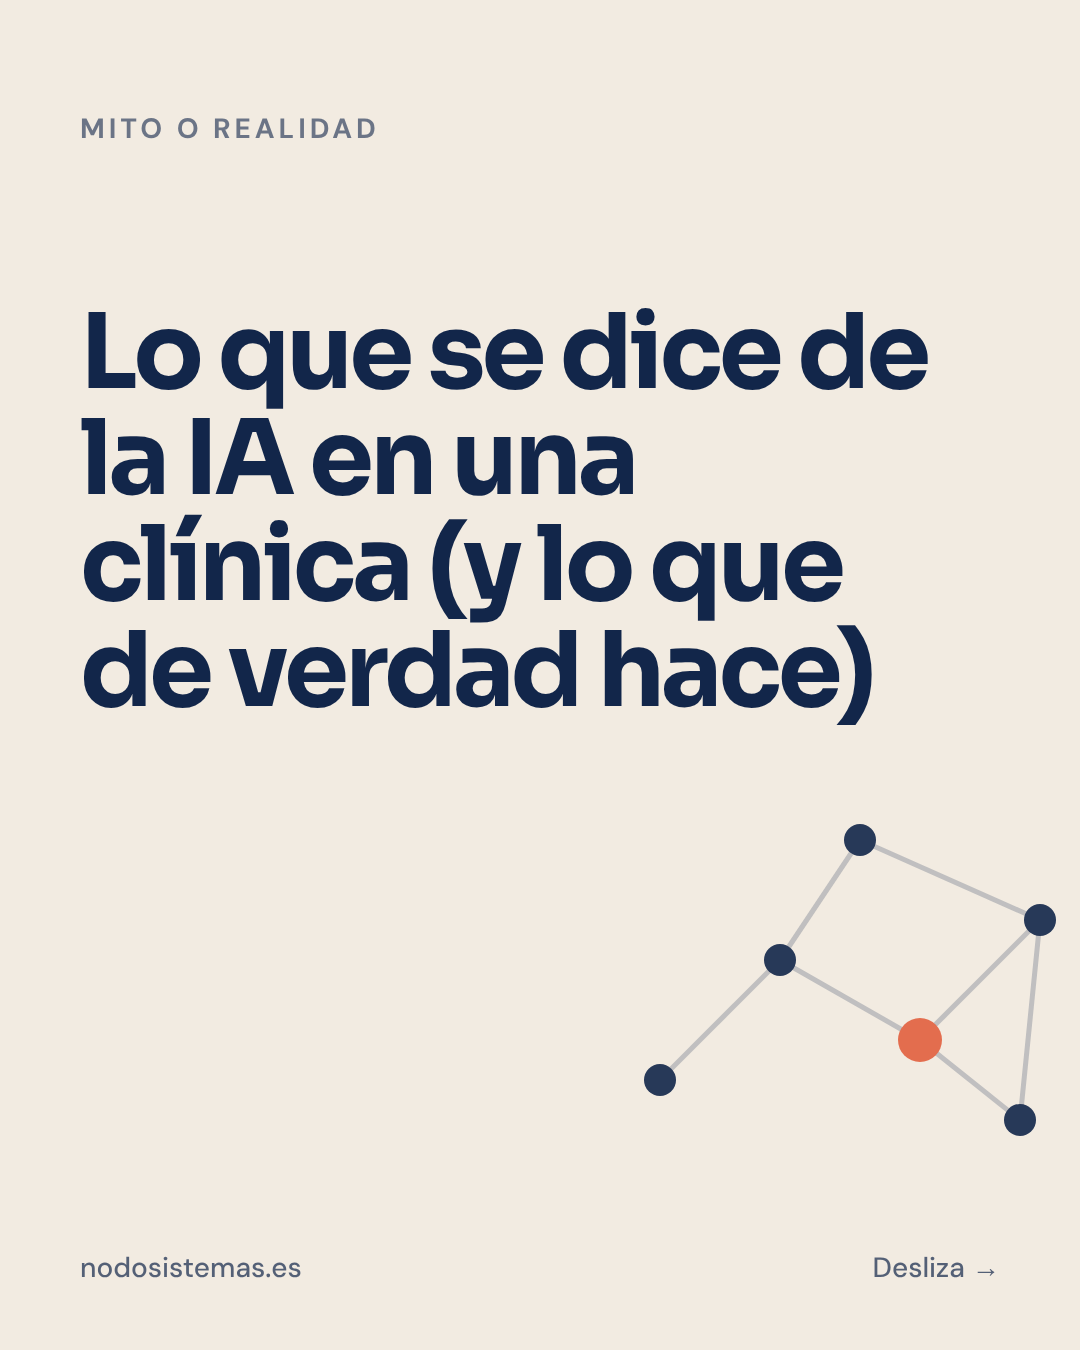 MITO O REALIDAD
Lo que se dice de
la IA en una
clínica (y lo que
de verdad hace)
nodosistemas.es
Desliza →